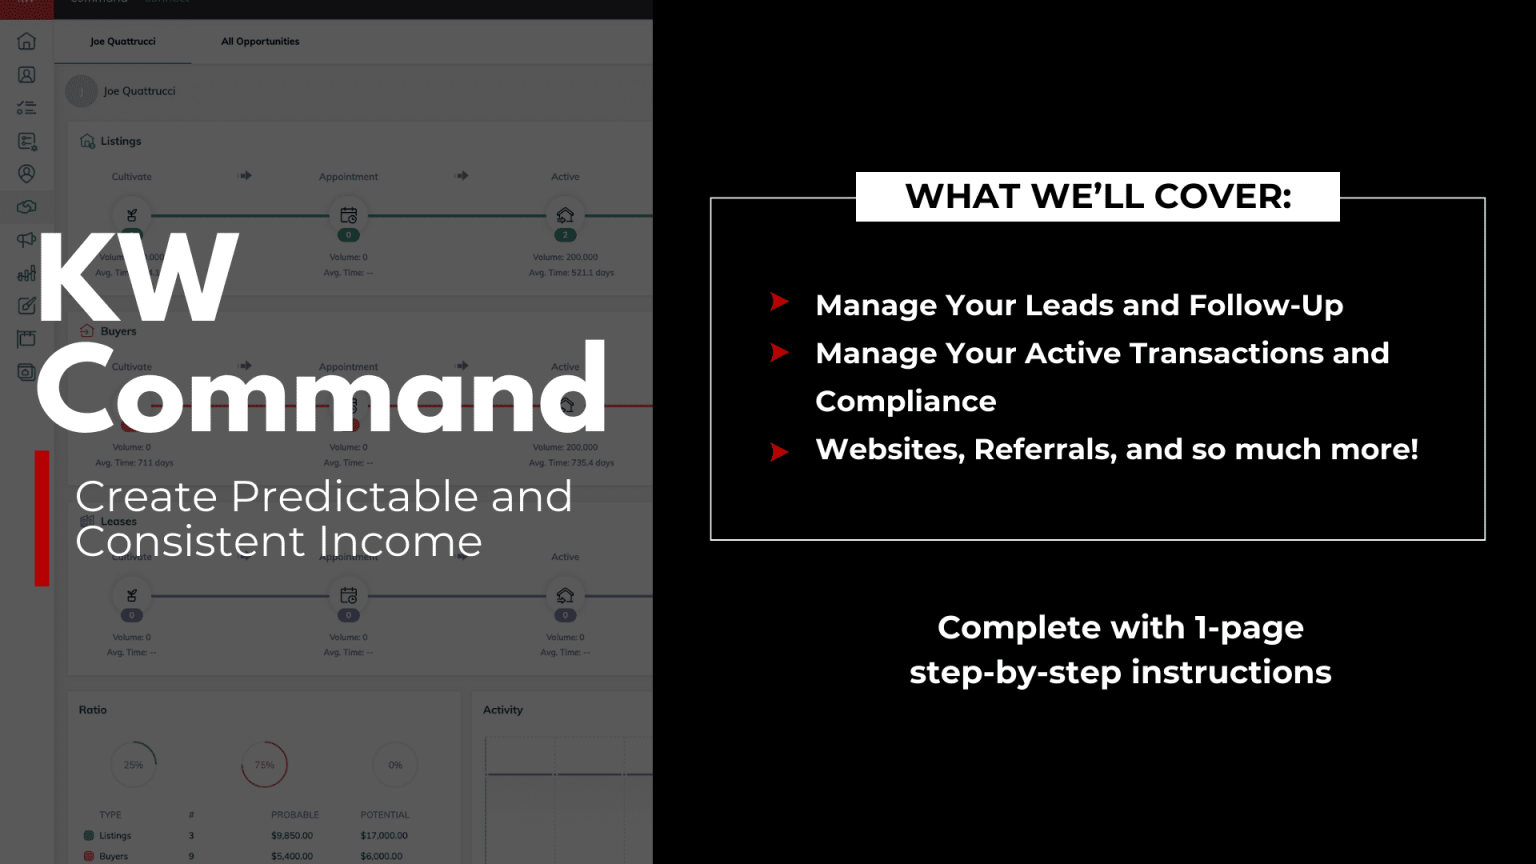 Command
Connect
Joe Quattrucci
All Opportunities
J
Joe Quattrucci
Listings
Cultivate
Appointment
Active
0
2
Volume: 0
Volume: 200,000
Avg. Time: --
Avg. Time: 521.1 days
KW
Command
Buyers
Cultivate
Appointment
Active
Volume: 0
Volume: 0
Volume: 200,000
Avg. Time: 711 days
Avg. Time: --
Avg. Time: 735.4 days
Create Predictable and
Consistent Income
Leases
Cultivate
Appointment
Active
0
0
0
Volume: 0
Volume: 0
Volume: 0
Avg. Time: --
Avg. Time: --
Avg. Time: --
Ratio
25%
75%
0%
TYPE # PROBABLE POTENTIAL
Listings 3 $9,850.00 $17,000.00
Buyers 9 $5,400.00 $6,000.00
Activity
WHAT WE'LL COVER:
Manage Your Leads and Follow-Up
Manage Your Active Transactions and
Compliance
Websites, Referrals, and so much more!
Complete with 1-page
step-by-step instructions